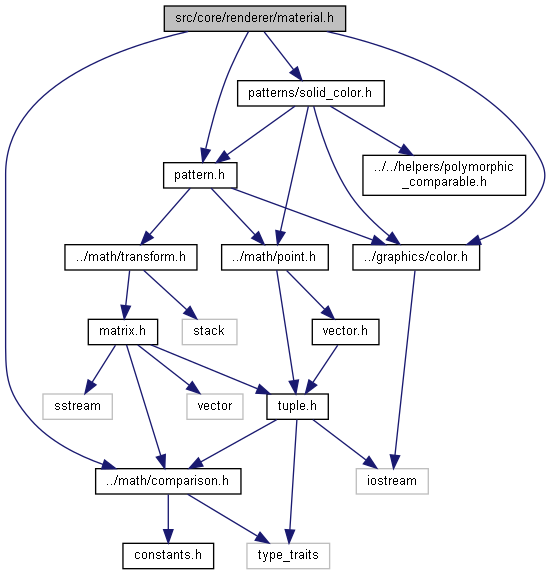 src/core/renderer/material.h
patterns/solid_color.h
pattern.h
../../helpers/polymorphic
_comparable.h
../math/transform.h
../math/point.h
../graphics/color.h
matrix.h
stack
vector.h
sstream
vector
tuple.h
../math/comparison.h
iostream
constants.h
type_traits